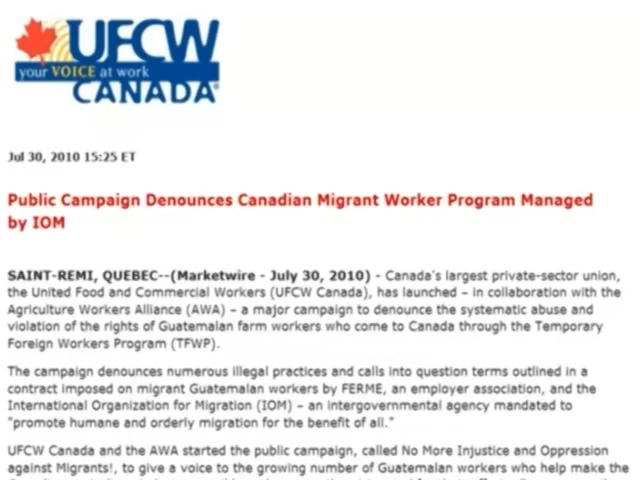 UFCW
your VOICE at work
CANADA
Jul 30, 2010 15:25 ET
Public Campaign Denounces Canadian Migrant Worker Program Managed
by IOM
SAINT-REMI, QUEBEC--(Marketwire - July 30, 2010) - Canada's largest private-sector union,
the United Food and Commercial Workers (UFCW Canada), has launched – in collaboration with the
Agriculture Workers Alliance (AWA) – a major campaign to denounce the systematic abuse and
violation of the rights of Guatemalan farm workers who come to Canada through the Temporary
Foreign Workers Program (TFWP).
The campaign denounces numerous illegal practices and calls into question terms outlined in a
contract imposed on migrant Guatemalan workers by FERME, an employer association, and the
International Organization for Migration (IOM) – an intergovernmental agency mandated to
"promote humane and orderly migration for the benefit of all."
UFCW Canada and the AWA started the public campaign, called No More Injustice and Oppression
against Migrants!, to give a voice to the growing number of Guatemalan workers who help make the